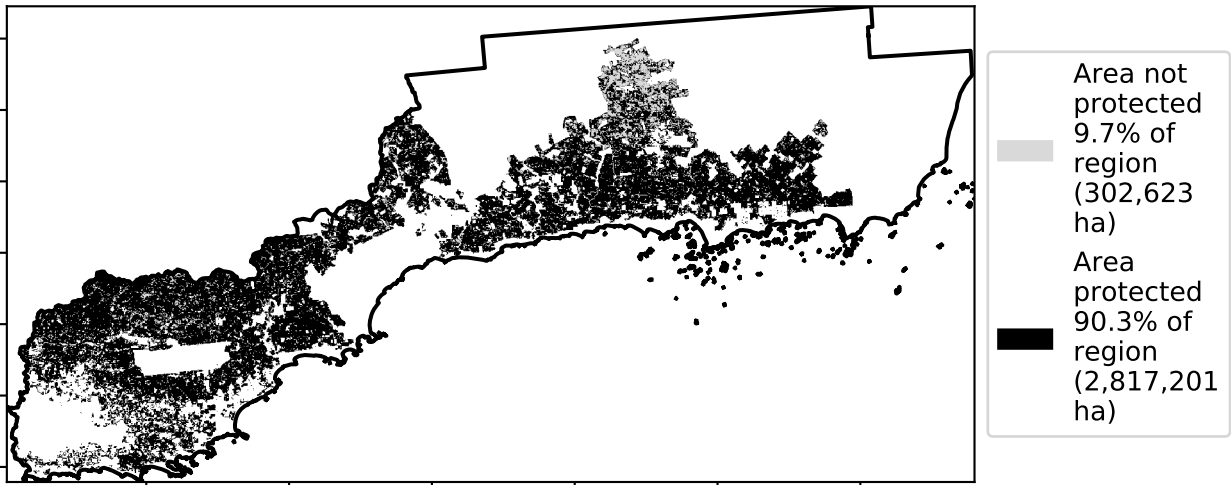 Area not
protected
9.7% of
region
(302,623
ha)
Area
protected
90.3% of
region
(2,817,201
ha)